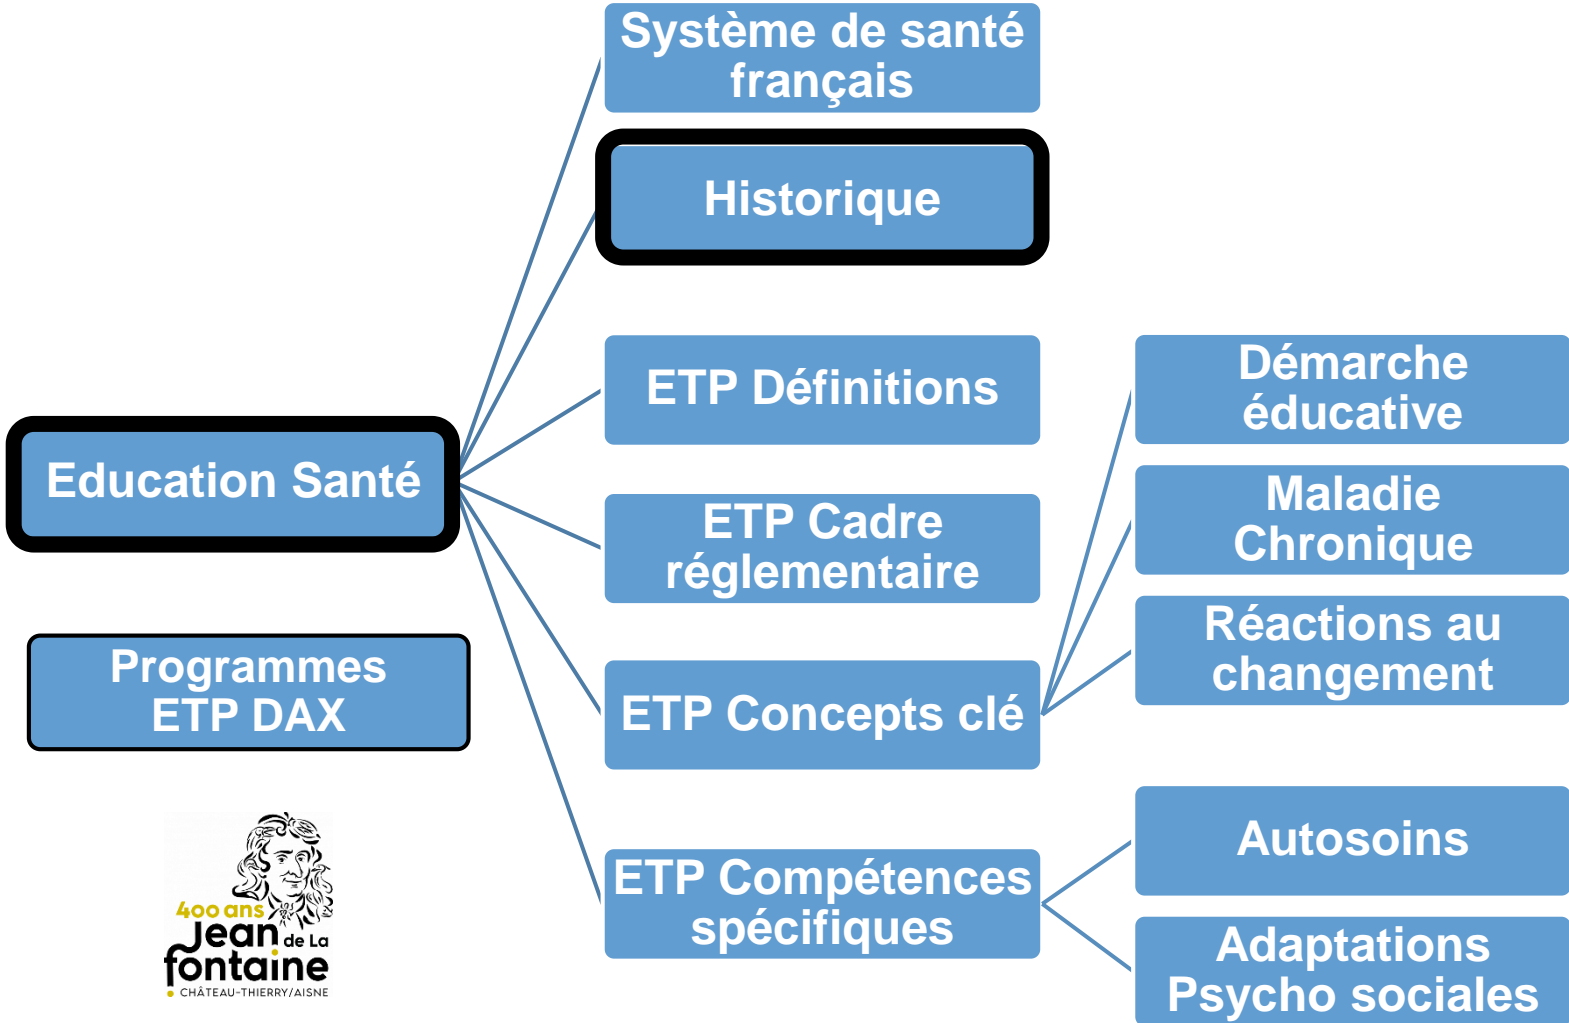 Système de santé
français
Historique
ETP Définitions
Démarche
éducative
Education Santé
ETP Cadre
réglementaire
Maladie
Chronique
Programmes
ETP DAX
ETP Concepts clé
Réactions au
changement
ETP Compétences
spécifiques
Autosoins
Adaptations
Psycho sociales
400 ans
Jean de La
fontaine
CHÂTEAU-THIERRY/AISNE